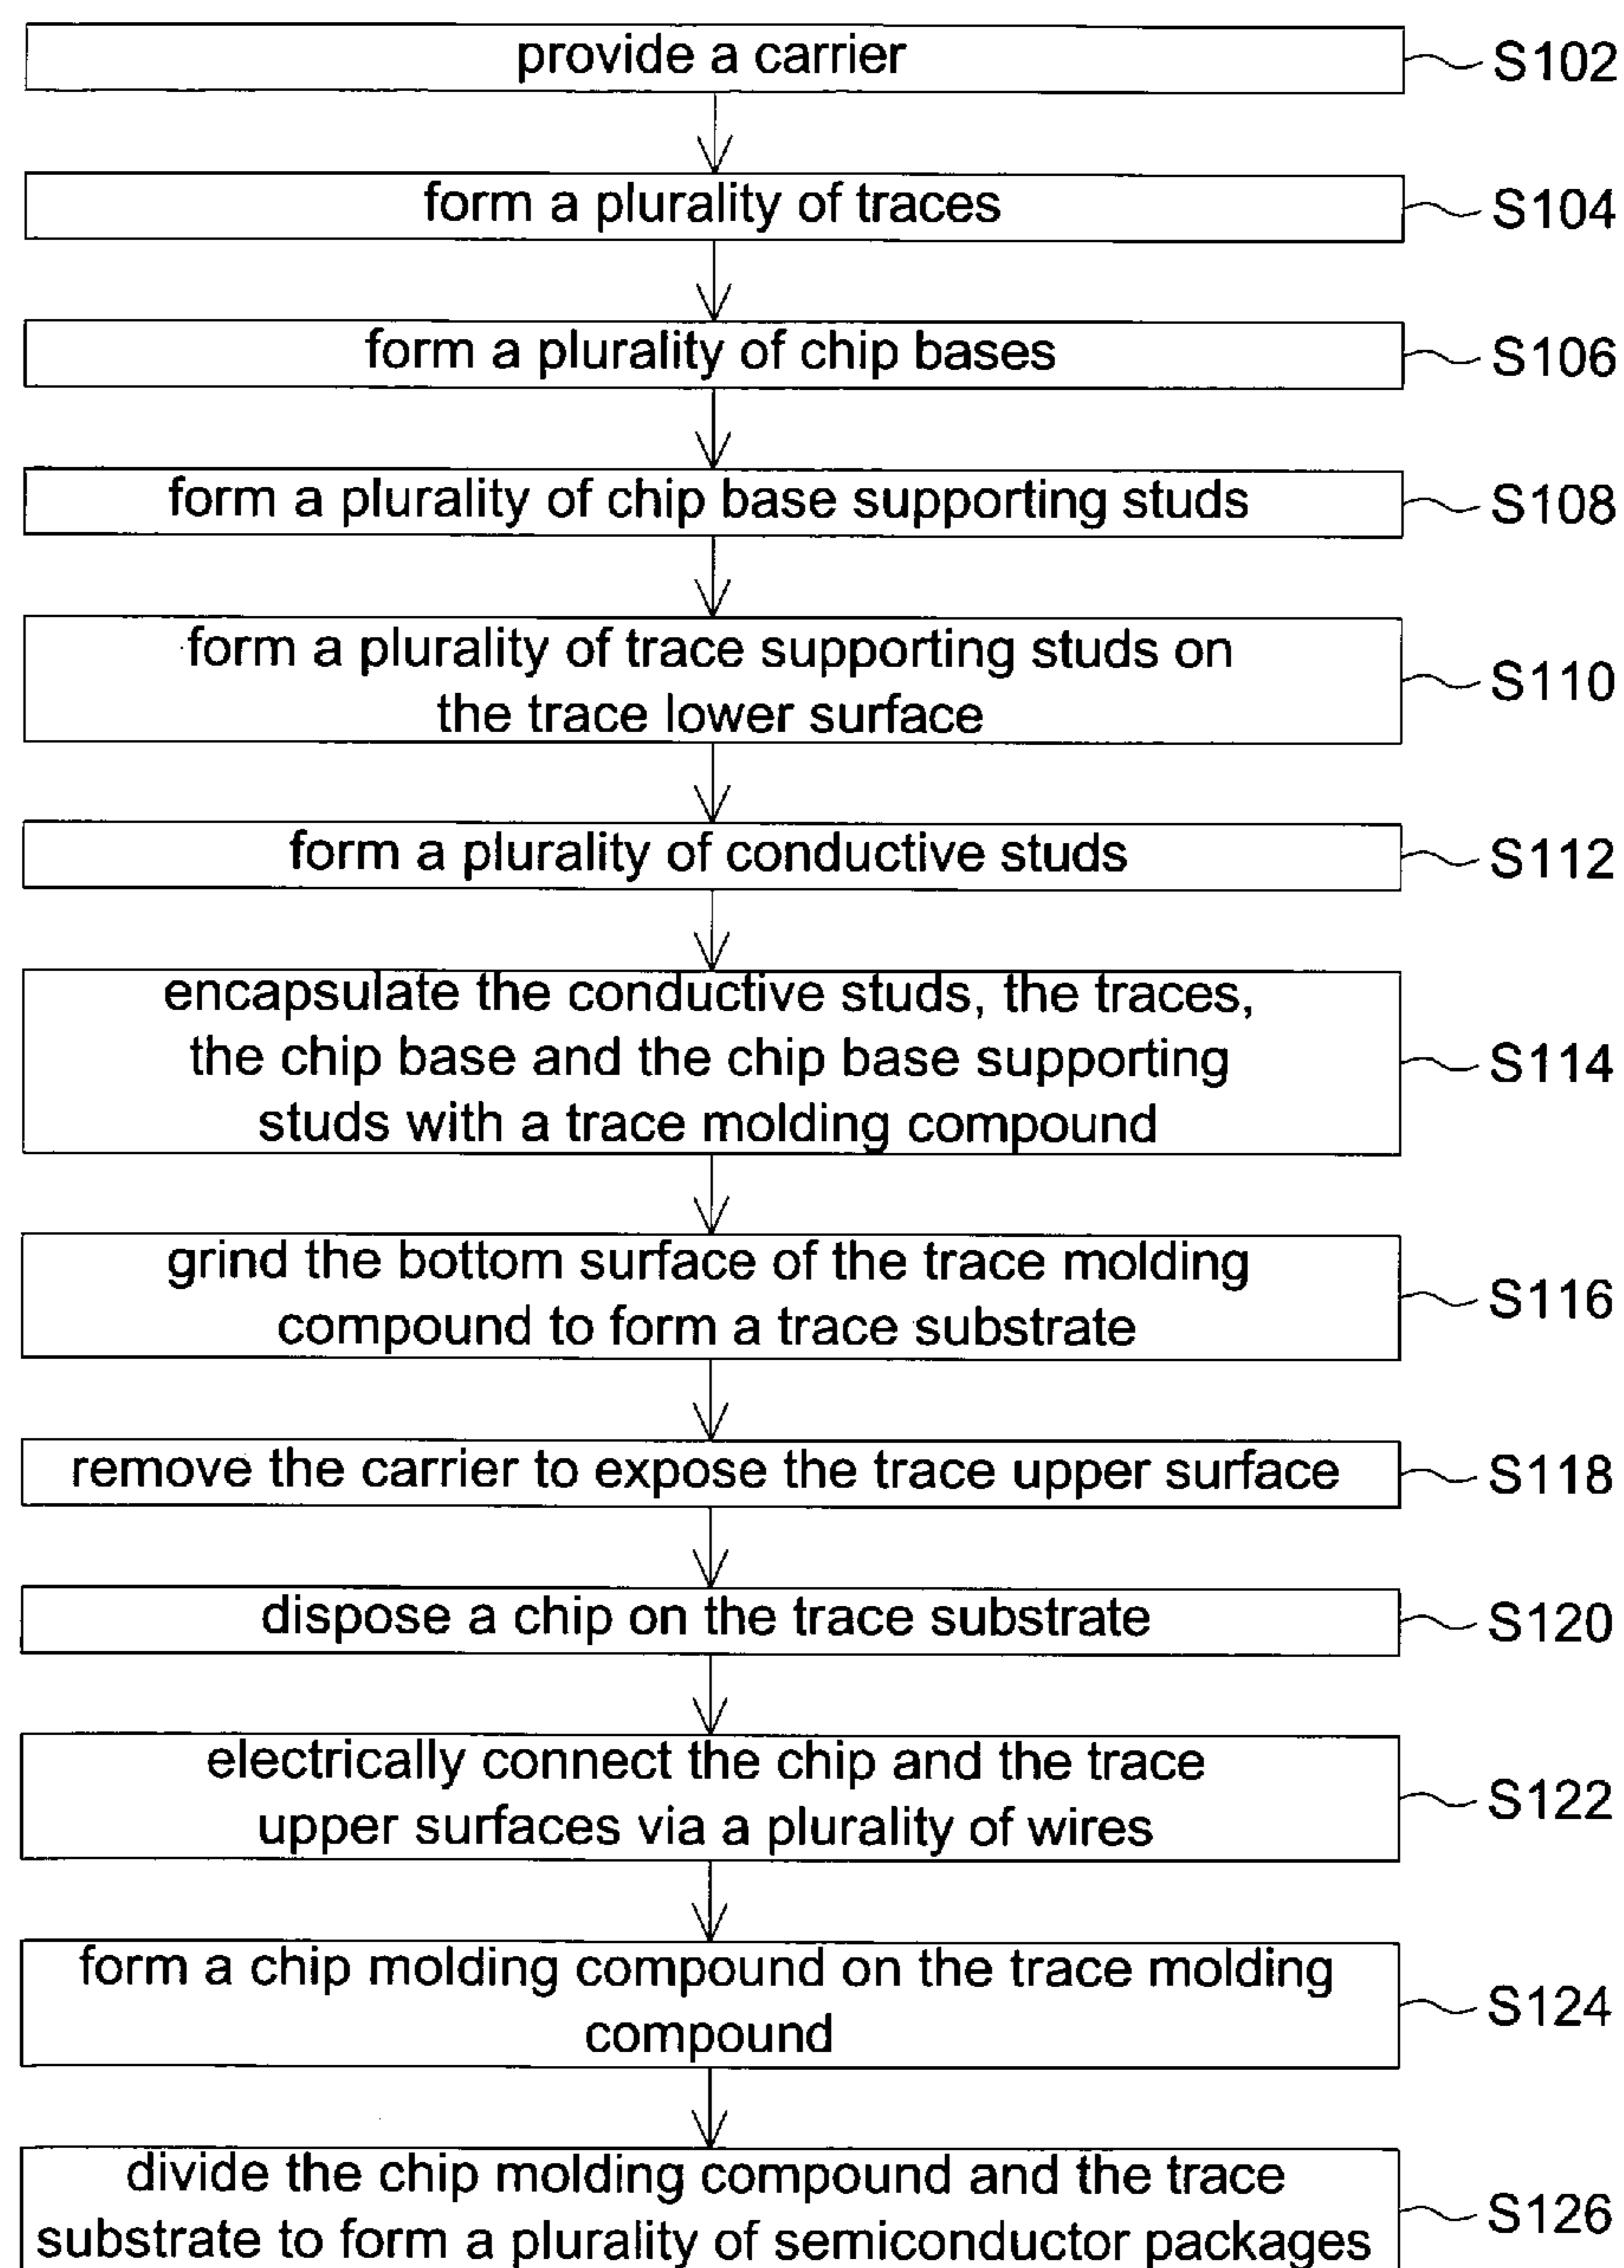 provide a carrier
S102
form a plurality of traces
S104
form a plurality of chip bases
S106
form a plurality of chip base supporting studs
S108
form a plurality of trace supporting studs on
the trace lower surface
S110
form a plurality of conductive studs
S112
encapsulate the conductive studs, the traces,
the chip base and the chip base supporting
studs with a trace molding compound
S114
grind the bottom surface of the trace molding
compound to form a trace substrate
S116
remove the carrier to expose the trace upper surface
S118
dispose a chip on the trace substrate
S120
electrically connect the chip and the trace
upper surfaces via a plurality of wires
S122
form a chip molding compound on the trace molding
compound
S124
divide the chip molding compound and the trace
substrate to form a plurality of semiconductor packages
S126